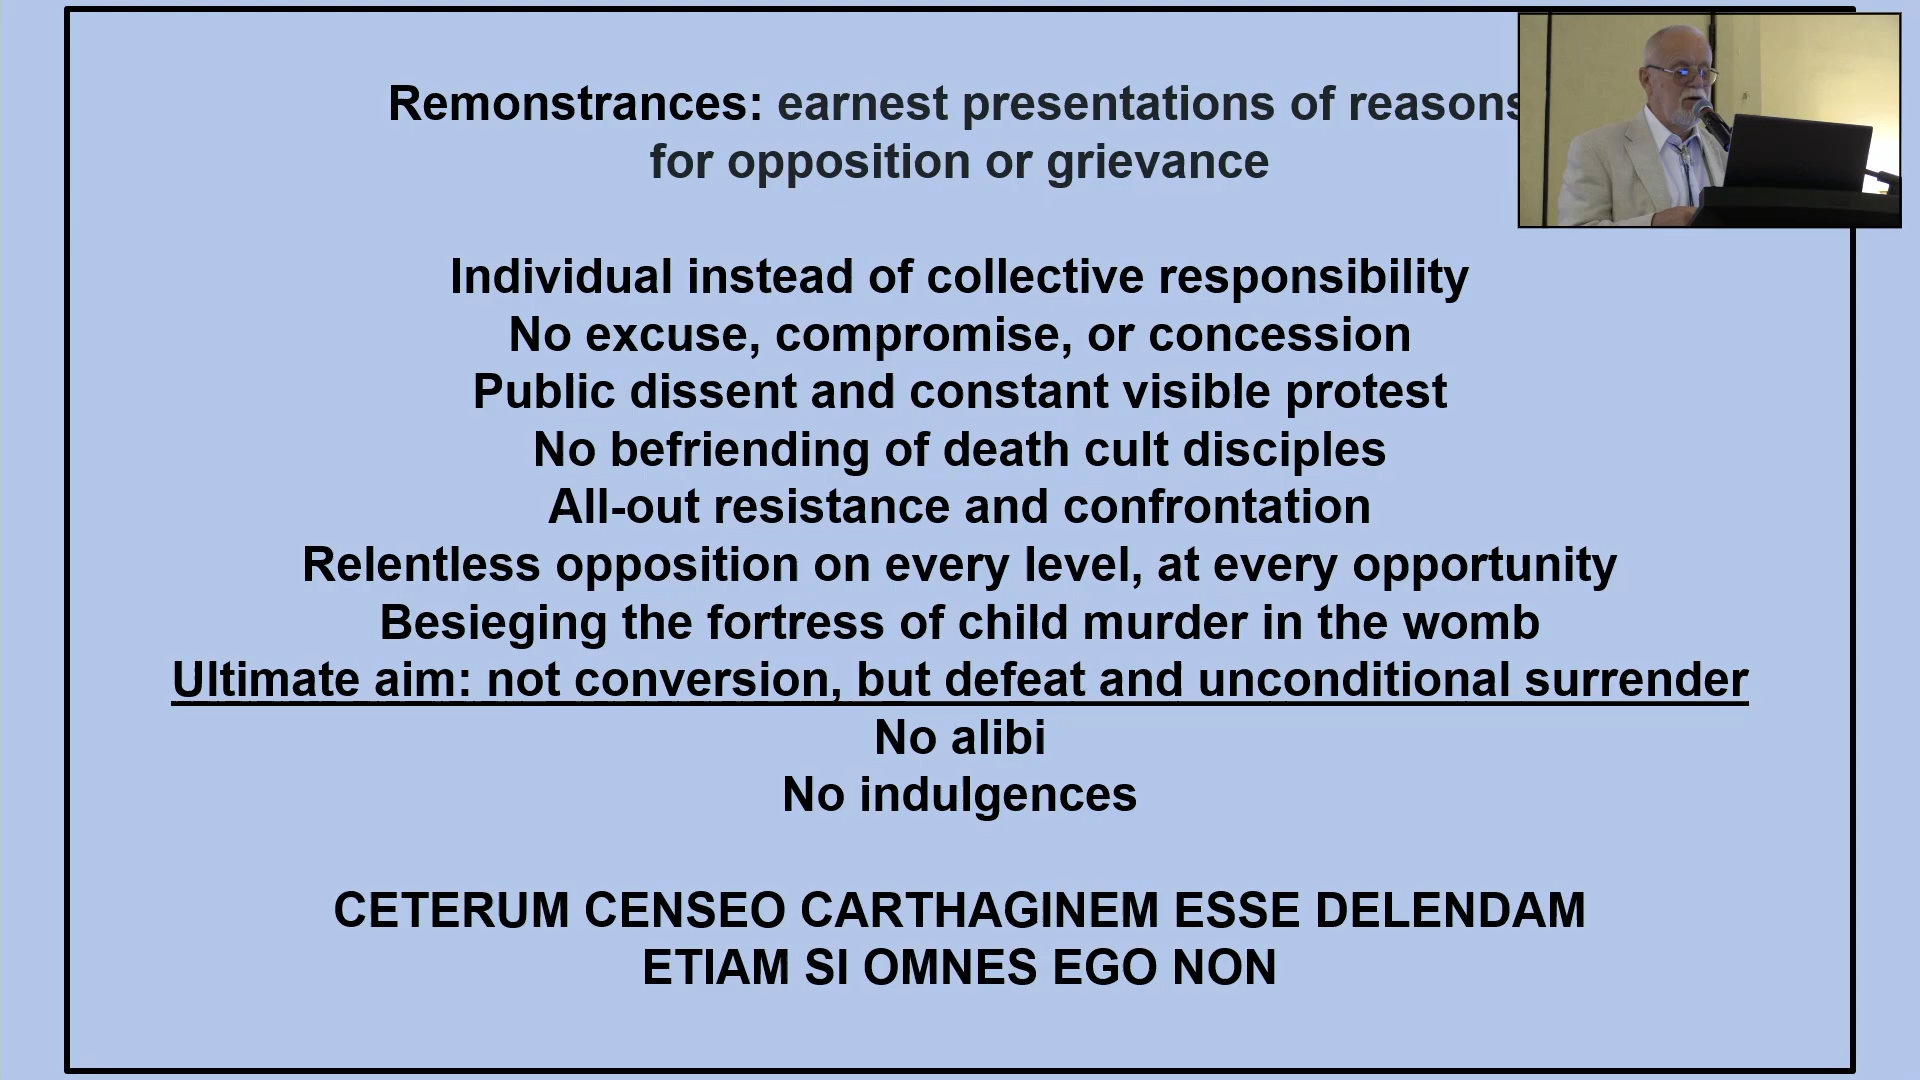 Remonstrances: earnest presentations of reasons
for opposition or grievance
Individual instead of collective responsibility
No excuse, compromise, or concession
Public dissent and constant visible protest
No befriending of death cult disciples
All-out resistance and confrontation
Relentless opposition on every level, at every opportunity
Besieging the fortress of child murder in the womb
Ultimate aim: not conversion, but defeat and unconditional surrender
No alibi
No indulgences
CETERUM CENSEO CARTHAGINEM ESSE DELENDAM
ETIAM SI OMNES EGO NON